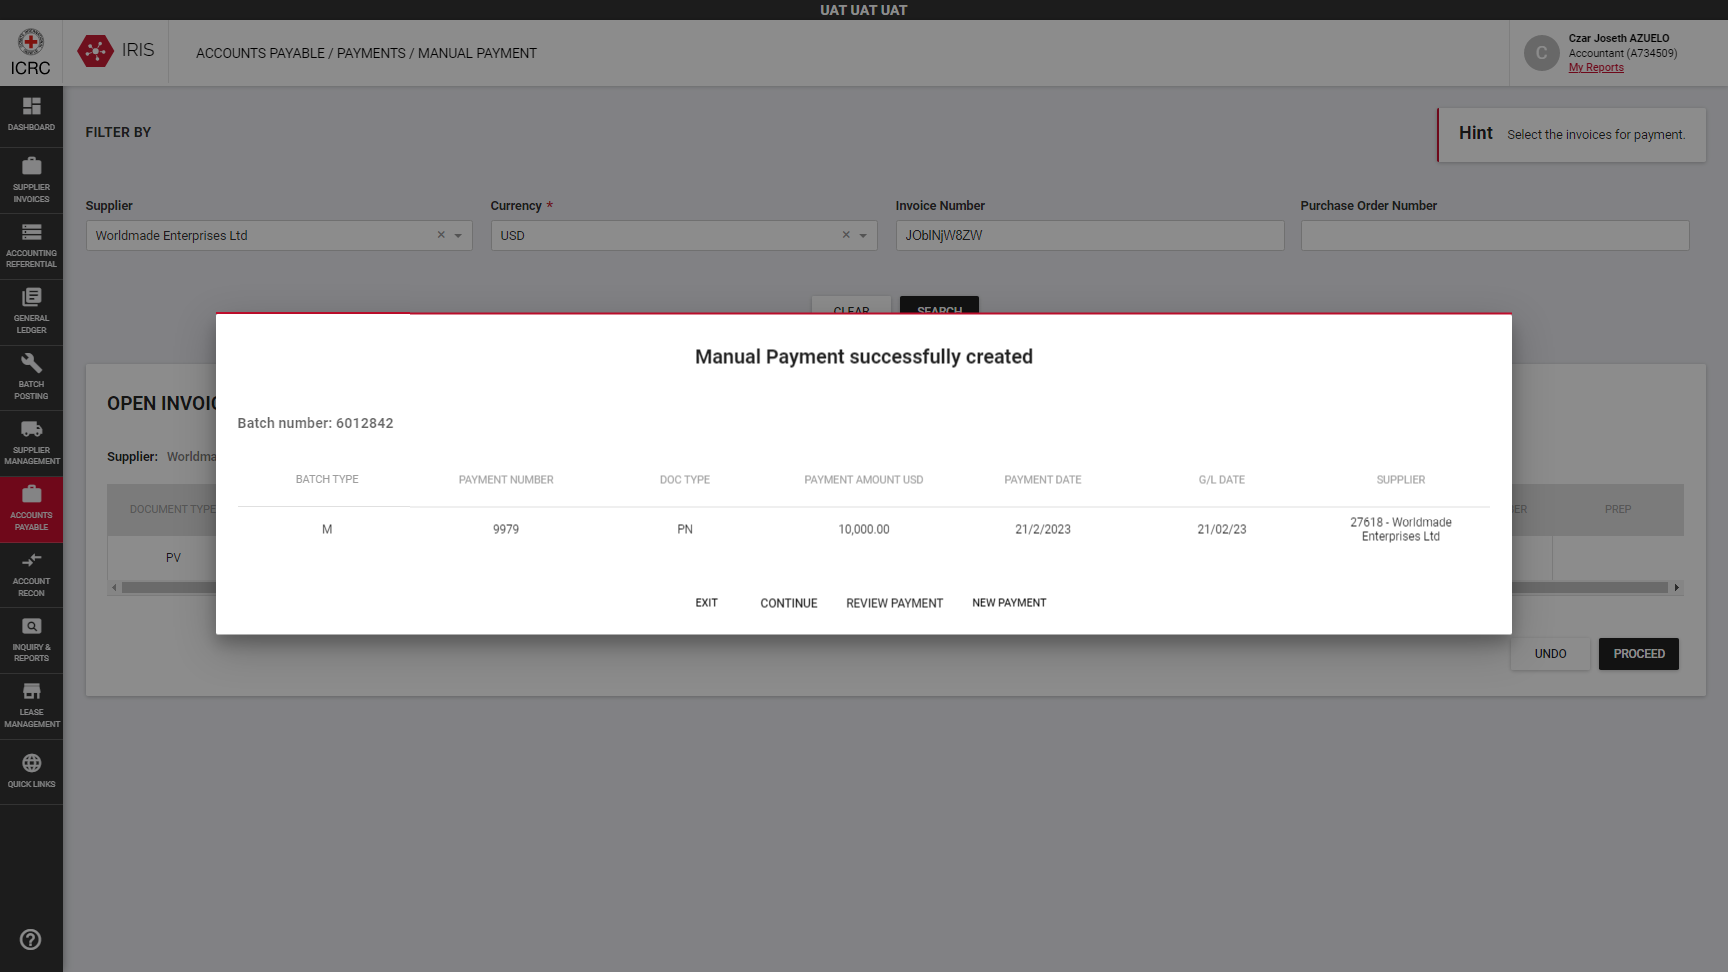 UAT UAT UAT
ICRC
IRIS
ACCOUNTS PAYABLE / PAYMENTS / MANUAL PAYMENT
C
Czar Joseth AZUELO
Accountant (A734509)
My Reports
DASHBOARD
SUPPLIER
INVOICES
ACCOUNTING
REFERENTIAL
GENERAL
LEDGER
BATCH
POSTING
SUPPLIER
MANAGEMENT
ACCOUNTS
PAYABLE
ACCOUNT
RECON
INQUIRY &
REPORTS
LEASE
MANAGEMENT
QUICK LINKS
FILTER BY
Hint Select the invoices for payment.
Supplier Currency * Invoice Number Purchase Order Number
Worldmade Enterprises Ltd × USD × JOblNjW8ZW
CLEAR SEARCH
OPEN INVOIC
Supplier: Worldma
DOCUMENT TYPE ER PREP
PV
Manual Payment successfully created
Batch number: 6012842
BATCH TYPE PAYMENT NUMBER DOC TYPE PAYMENT AMOUNT USD PAYMENT DATE G/L DATE SUPPLIER
M 9979 PN 10,000.00 21/2/2023 21/02/23 27618 - Worldmade
Enterprises Ltd
EXIT CONTINUE REVIEW PAYMENT NEW PAYMENT
UNDO PROCEED